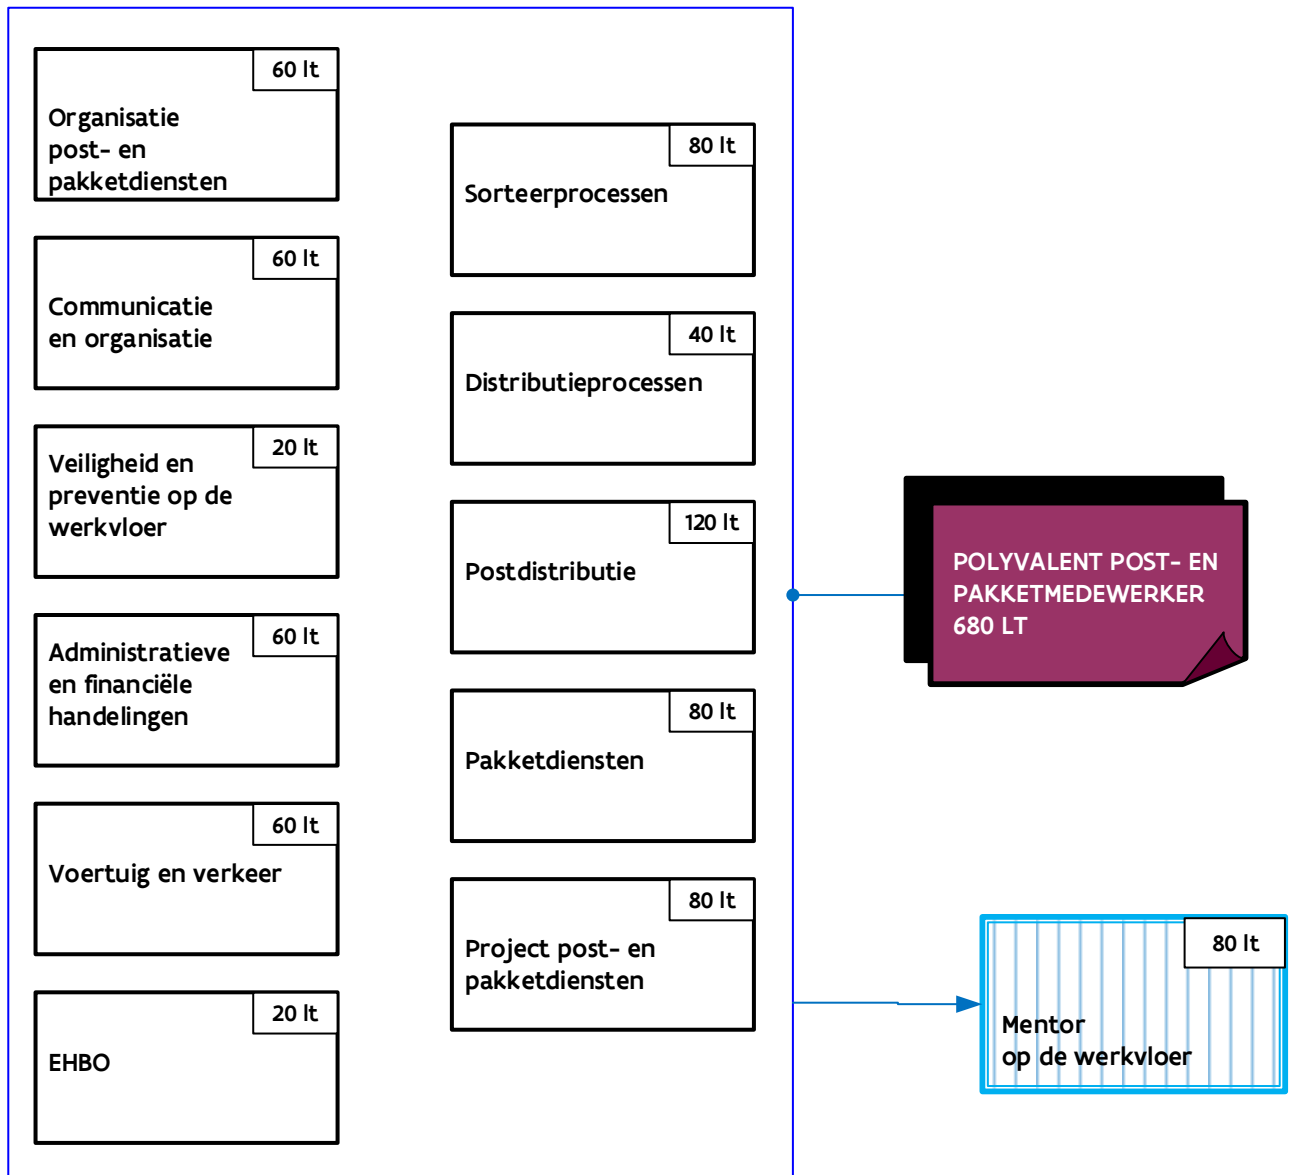 60 lt
Organisatie
post- en
pakketdiensten
60 lt
Communicatie
en organisatie
20 lt
Veiligheid en
preventie op de
werkvloer
60 lt
Administratieve
en financiële
handelingen
60 lt
Voertuig en verkeer
20 lt
EHBO
80 lt
Sorteerprocessen
40 lt
Distributieprocessen
120 lt
Postdistributie
80 lt
Pakketdiensten
80 lt
Project post- en
pakketdiensten
POLYVALENT POST- EN
PAKKETMEDEWERKER
680 LT
80 lt
Mentor
op de werkvloer